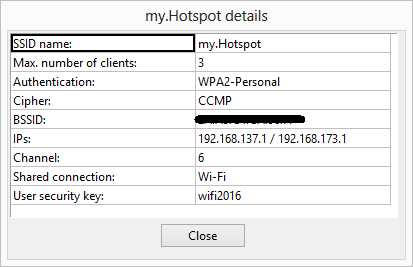 my.Hotspot details
SSID name: my.Hotspot
Max. number of clients: 3
Authentication: WPA2-Personal
Cipher: CCMP
BSSID:
IPs: 192.168.137.1 / 192.168.173.1
Channel: 6
Shared connection: Wi-Fi
User security key: wifi2016
Close